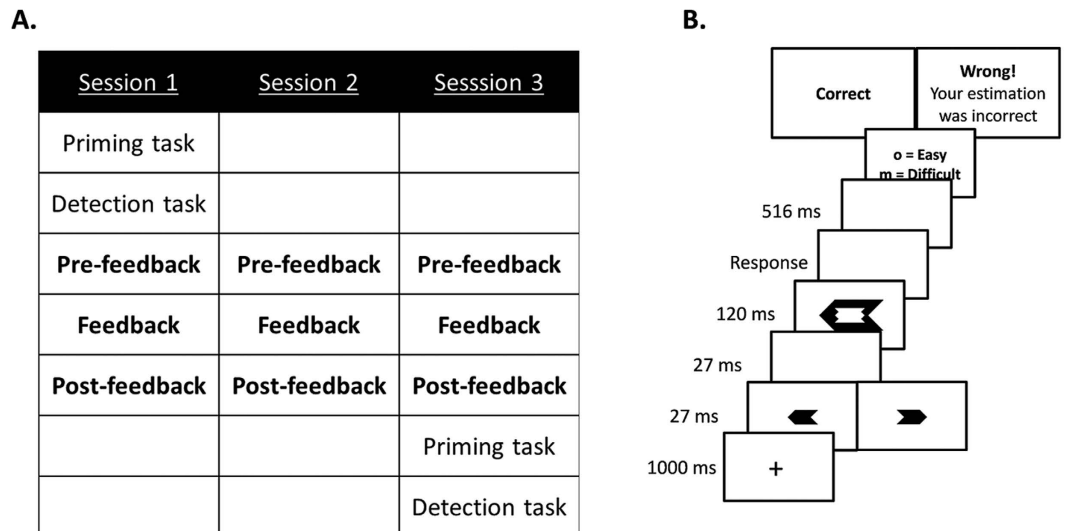 A.
Session 1 Session 2 Sesssion 3
Priming task
Detection task
Pre-feedback Pre-feedback Pre-feedback
Feedback Feedback Feedback
Post-feedback Post-feedback Post-feedback
Priming task
Detection task
B.
Correct
Wrong!
Your estimation
was incorrect
o = Easy
m = Difficult
516 ms
Response
120 ms
27 ms
27 ms
1000 ms
+